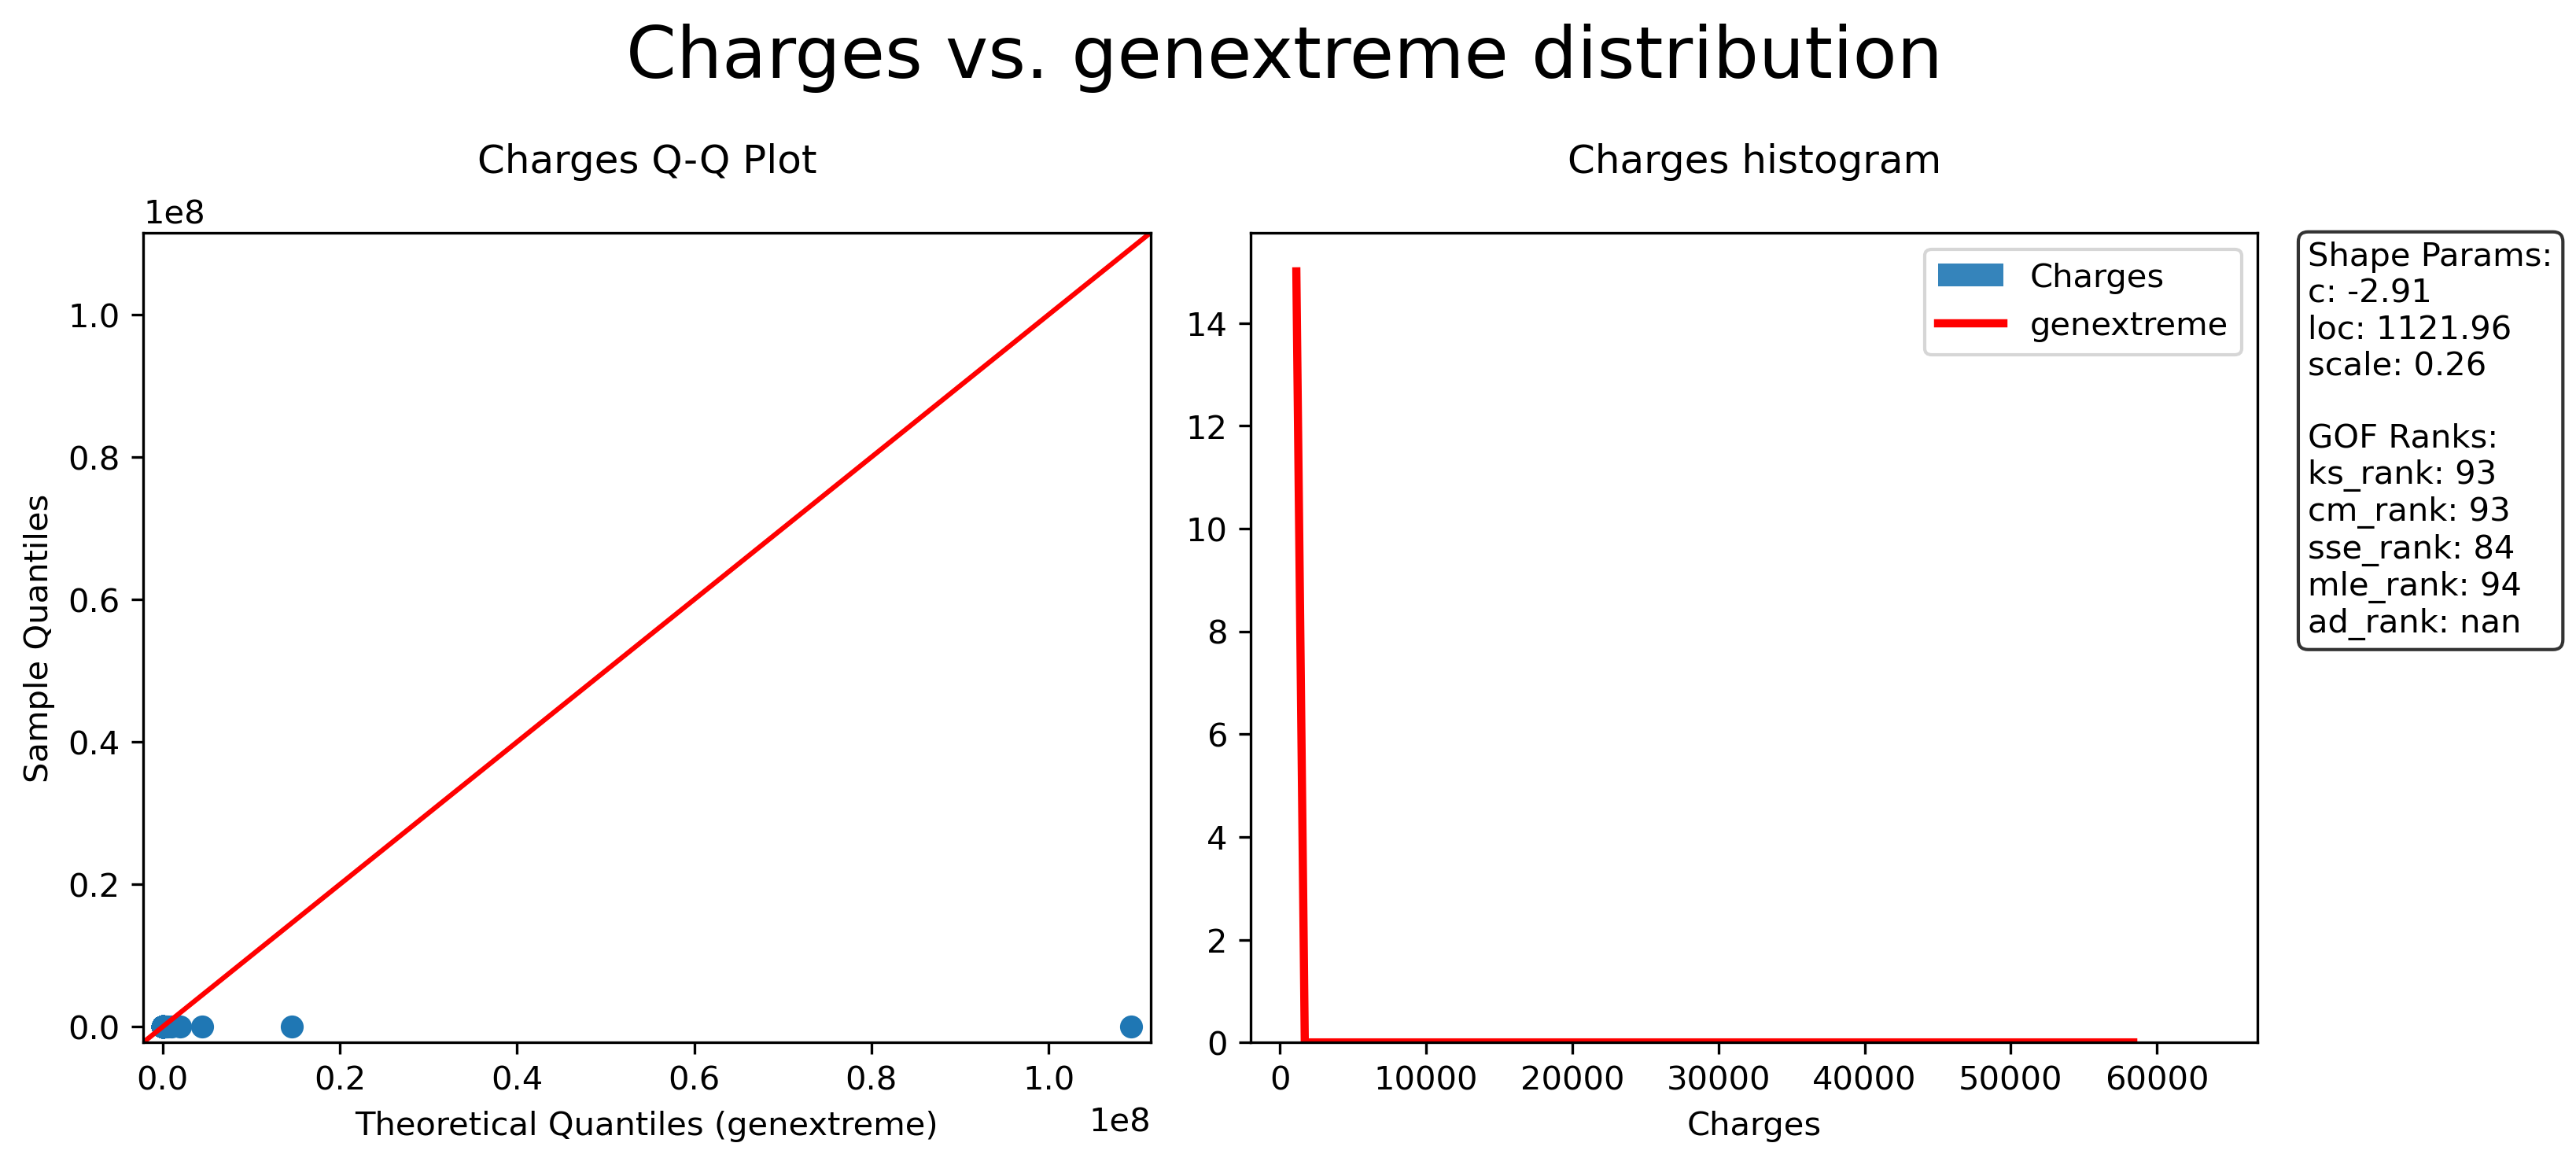 Charges vs. genextreme distribution
Charges Q-Q Plot
1e8
1.0
0.8
0.6
0.4
0.2
0.0
Sample Quantiles
0.0 0.2 0.4 0.6 0.8 1.0
1e8
Theoretical Quantiles (genextreme)
Charges histogram
Charges
genextreme
14
12
10
8
6
4
2
0
0 10000 20000 30000 40000 50000 60000
Charges
Shape Params:
c: -2.91
loc: 1121.96
scale: 0.26
GOF Ranks:
ks_rank: 93
cm_rank: 93
sse_rank: 84
mle_rank: 94
ad_rank: nan